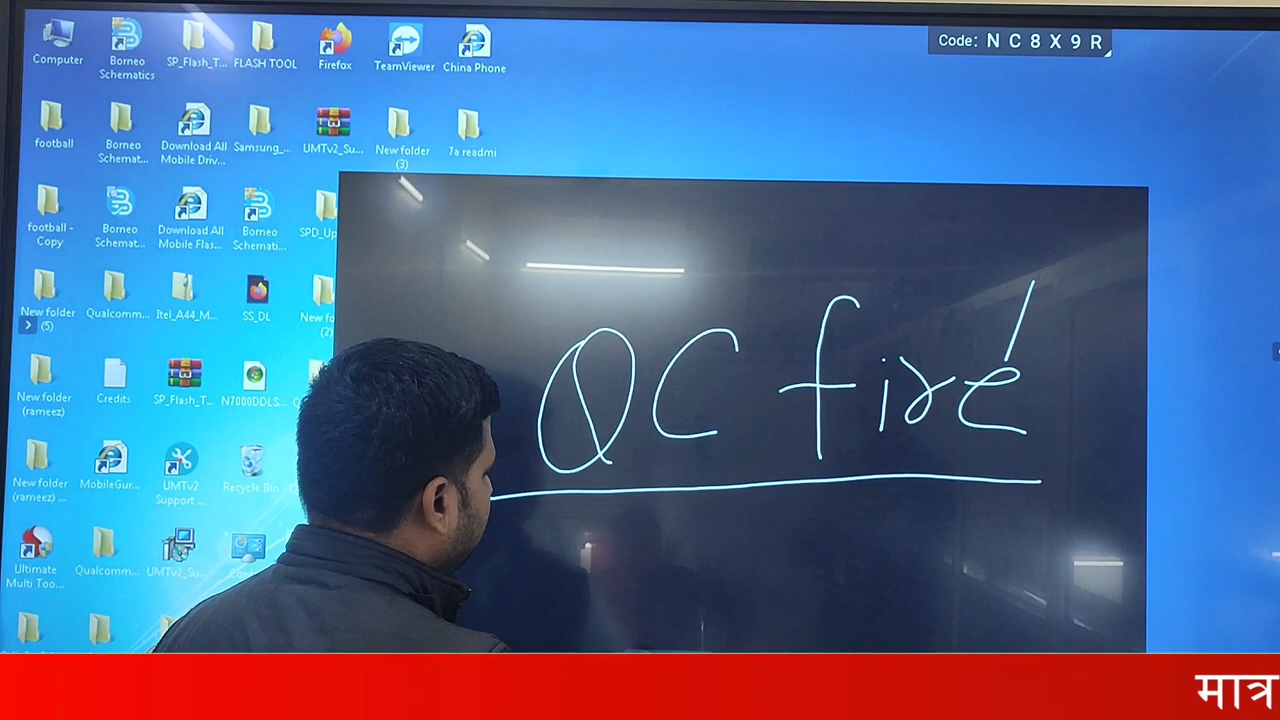 Code: N C 8 X 9 R
Computer
Borneo Schematics
SP_Flash_T...
FLASH TOOL
Firefox
TeamViewer
China Phone
football
Borneo Schemat...
Download All Mobile Driv...
Samsung_...
UMTv2_Su...
New folder (3)
7a readmi
football - Copy
Borneo Schemat...
Download All Mobile Flas...
Borneo Schemati...
SPD_Up
New folder (5)
Qualcomm...
Itel_A44_M...
SS_DL
New fo (2)
New folder (rameez)
Credits
SP_Flash_T...
N7000DDLS...
New folder (rameez) ...
MobileGur...
UMTv2 Support ...
Recycle Bin
Ultimate Multi Too...
Qualcomm...
UMTv2_Su...
QC fire
मात्र